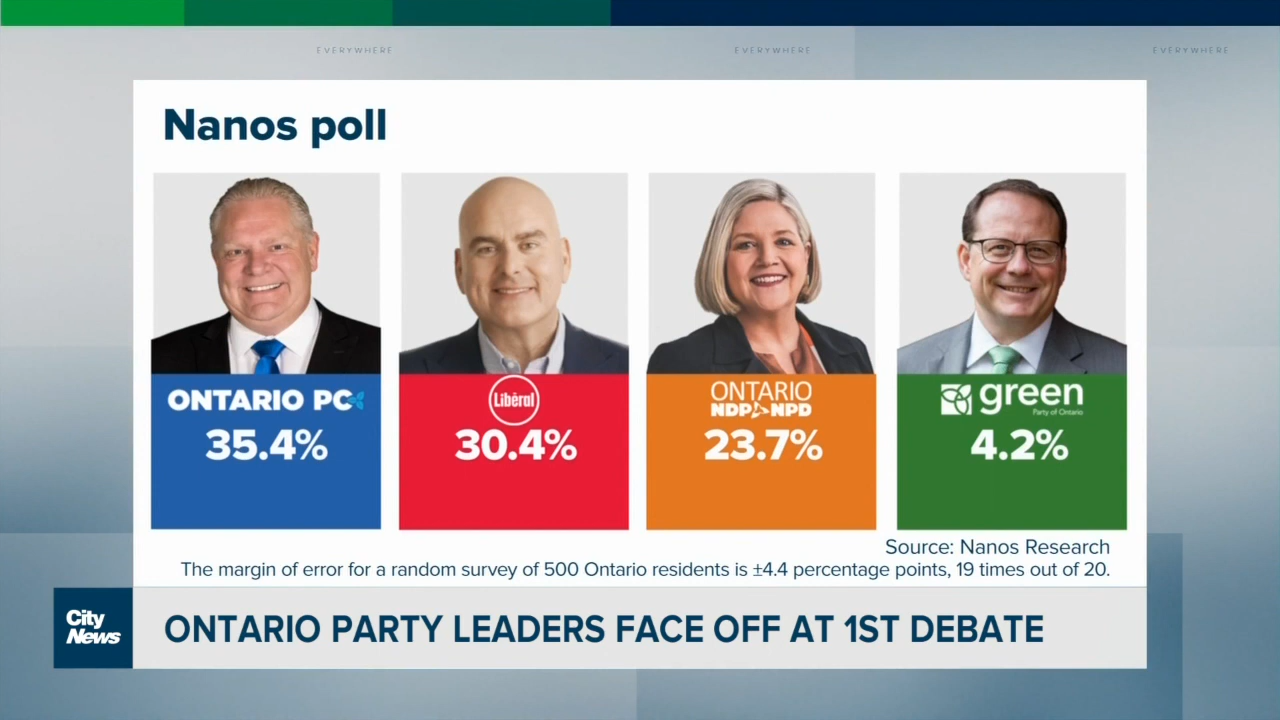 EVERYWHERE EVERYWHERE EVERYWHERE
Nanos poll
ONTARIO PC
35.4%
Libéral
30.4%
ONTARIO
NDP NPD
23.7%
green
Party of Ontario
4.2%
Source: Nanos Research
The margin of error for a random survey of 500 Ontario residents is ±4.4 percentage points, 19 times out of 20.
City
News
ONTARIO PARTY LEADERS FACE OFF AT 1ST DEBATE